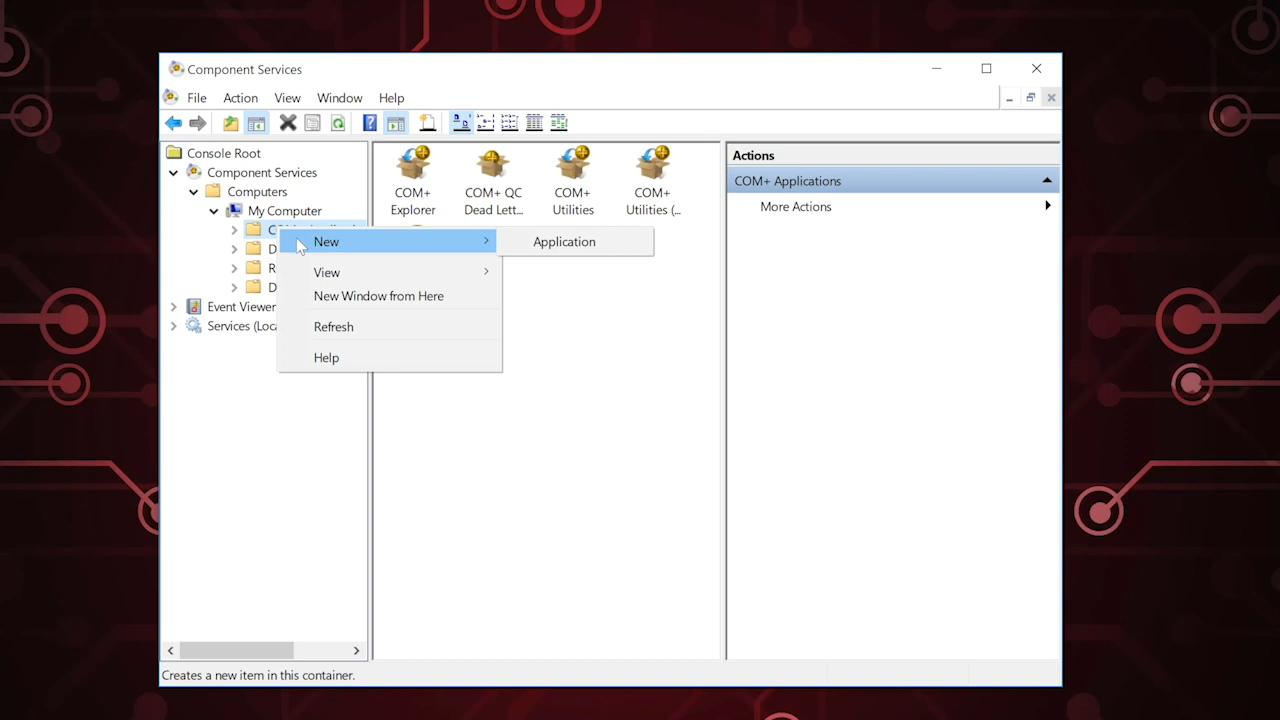 Component Services
File Action View Window Help
Console Root
Component Services
Computers
My Computer
Event Viewer
Services (Loca
COM+
Explorer
COM+ QC
Dead Lett...
COM+
Utilities
COM+
Utilities (...
New
Application
View
New Window from Here
Refresh
Help
Actions
COM+ Applications
More Actions
Creates a new item in this container.